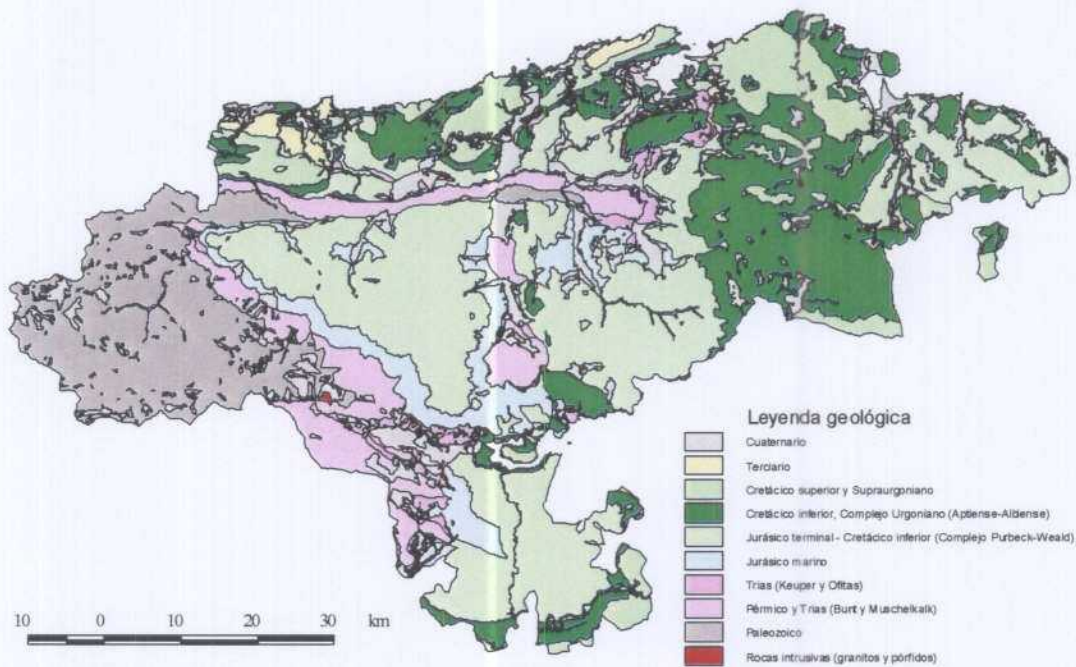 Leyenda geológica
Cuaternario
Terciario
Cretácico superior y Supraurgoniano
Cretácico inferior, Complejo Urgoniano (Aptiense-Albiense)
Jurásico terminal - Cretácico inferior (Complejo Purbeck-Weald)
Jurásico marino
Trias (Keuper y Ofitas)
Pérmico y Trias (Bunt y Muschelkalk)
Paleozoico
Rocas intrusivas (granitos y pórfidos)
10 0 10 20 30 km